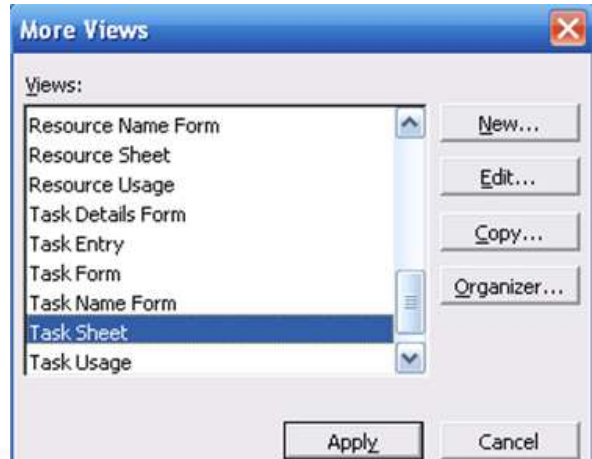 More Views
Views:
Resource Name Form
Resource Sheet
Resource Usage
Task Details Form
Task Entry
Task Form
Task Name Form
Task Sheet
Task Usage
New...
Edit...
Copy...
Organizer...
Apply
Cancel